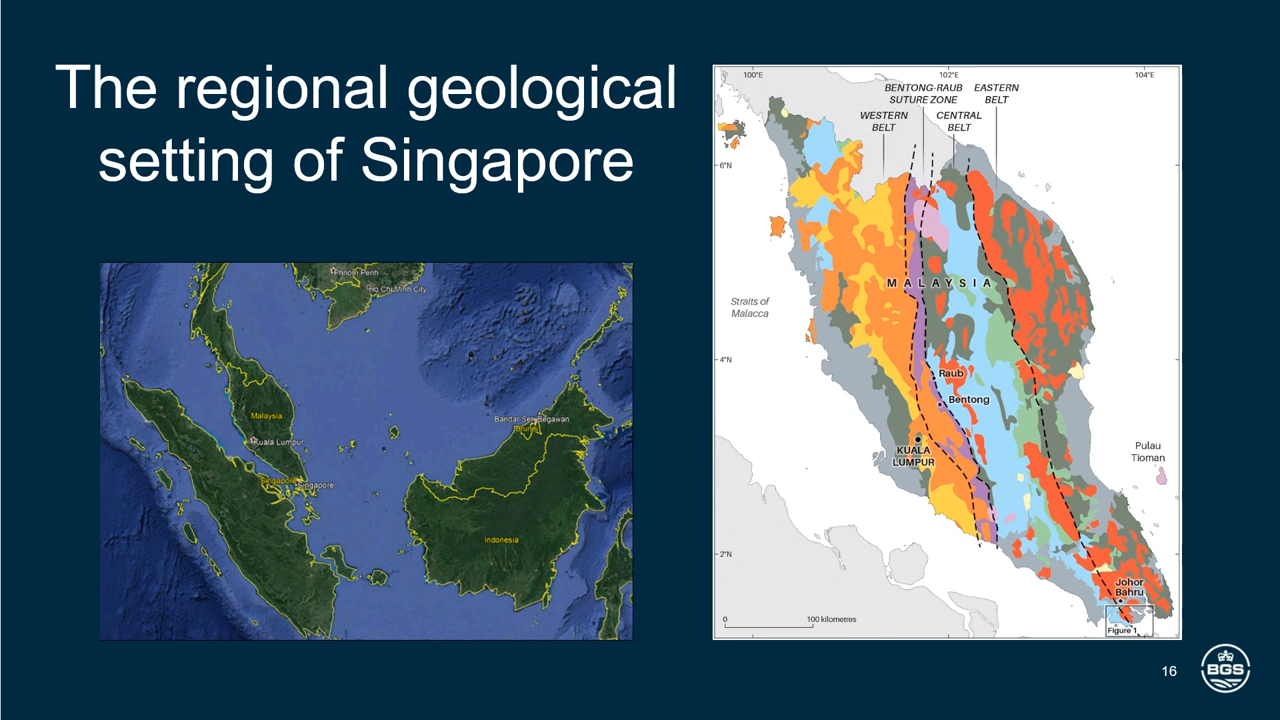 The regional geological
setting of Singapore
Phnom Penh
Ho Chi Minh City
Malaysia
Kuala Lumpur
Singapore
Singapore
Bandar Seri Begawan
Brunei
Indonesia
100°E
102°E
104°E
BENTONG-RAUB
SUTURE ZONE
EASTERN
BELT
WESTERN
BELT
CENTRAL
BELT
6°N
MALAYSIA
Straits of
Malacca
4°N
Raub
Bentong
KUALA
LUMPUR
Pulau
Tioman
2°N
Johor
Bahru
0
100 kilometres
Figure 1
16
BGS